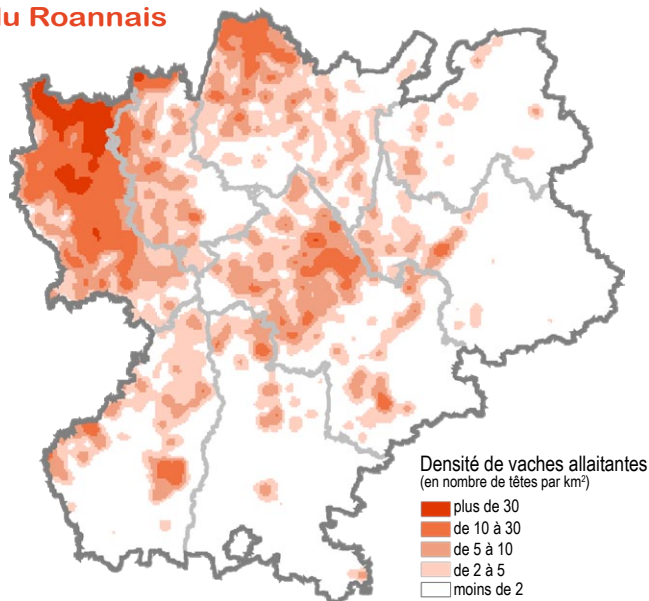 du Roannais
Densité de vaches allaitantes
(en nombre de têtes par km²)
plus de 30
de 10 à 30
de 5 à 10
de 2 à 5
moins de 2